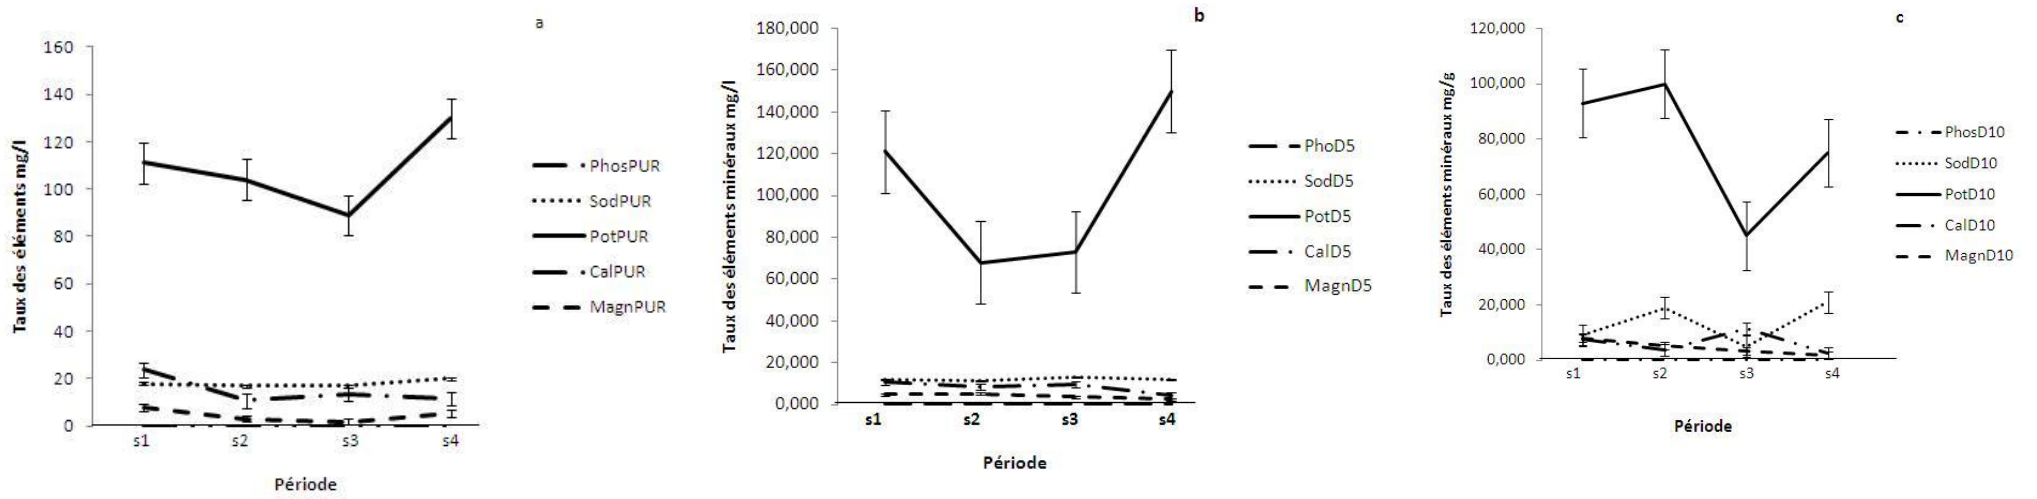 a
Taux des éléments mg/l
160
140
120
100
80
60
40
20
0
s1 s2 s3 s4
Période
PhosPUR
SodPUR
PotPUR
CalPUR
MagnPUR
b
Taux des éléments minéraux mg/l
180,000
160,000
140,000
120,000
100,000
80,000
60,000
40,000
20,000
0,000
s1 s2 s3 s4
Période
PhoD5
SodD5
PotD5
CalD5
MagnD5
c
Taux des éléments minéraux mg/g
120,000
100,000
80,000
60,000
40,000
20,000
0,000
s1 s2 s3 s4
Période
PhosD10
SodD10
PotD10
CalD10
MagnD10